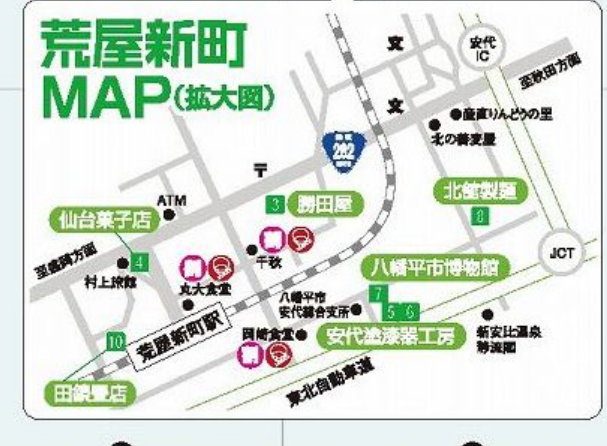 荒屋新町
MAP(拡大図)
文
安代
IC
至秋田方面
文
産直りんどうの里
北の蕎麦屋
282
〒
ATM
3 勝田屋
北舘製麺
8
仙台菓子店
千秋
至盛岡方面
4
村上旅館
丸大食堂
八幡平市博物館
JCT
7
八幡平市
安代総合支所
5 6
荒屋新町駅
岡崎食堂
安代塗漆器工房
新安比温泉
静流閣
10
田鎖畳店
東北自動車道